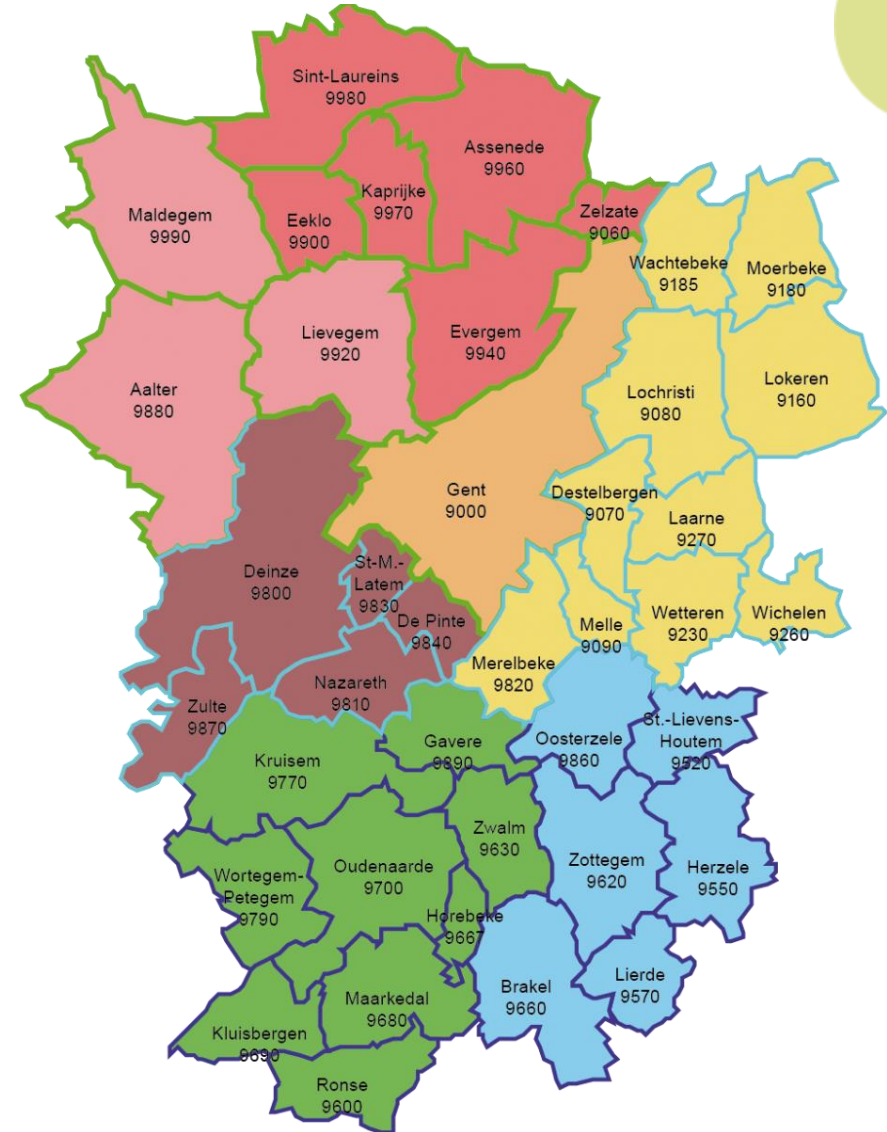 Sint-Laureins
9980
Assenede
9960
Kaprijke
9970
Maldegem
9990
Eeklo
9900
Zelzate
9060
Wachtebeke
9185
Moerbeke
9180
Lievegem
9920
Evergem
9940
Aalter
9880
Lochristi
9080
Lokeren
9160
Gent
9000
Destelbergen
9070
Laarne
9270
Deinze
9800
St-M.-
Latem
9830
De Pinte
9840
Melle
9090
Wetteren
9230
Wichelen
9260
Merelbeke
9820
Nazareth
9810
Zulte
9870
Gavere
9890
Oosterzele
9860
St.-Lievens-
Houtem
9520
Kruisem
9770
Zwalm
9630
Oudenaarde
9700
Zottegem
9620
Herzele
9550
Wortegem-
Petegem
9790
Horebeke
9667
Brakel
9660
Lierde
9570
Maarkedal
9680
Kluisbergen
9690
Ronse
9600